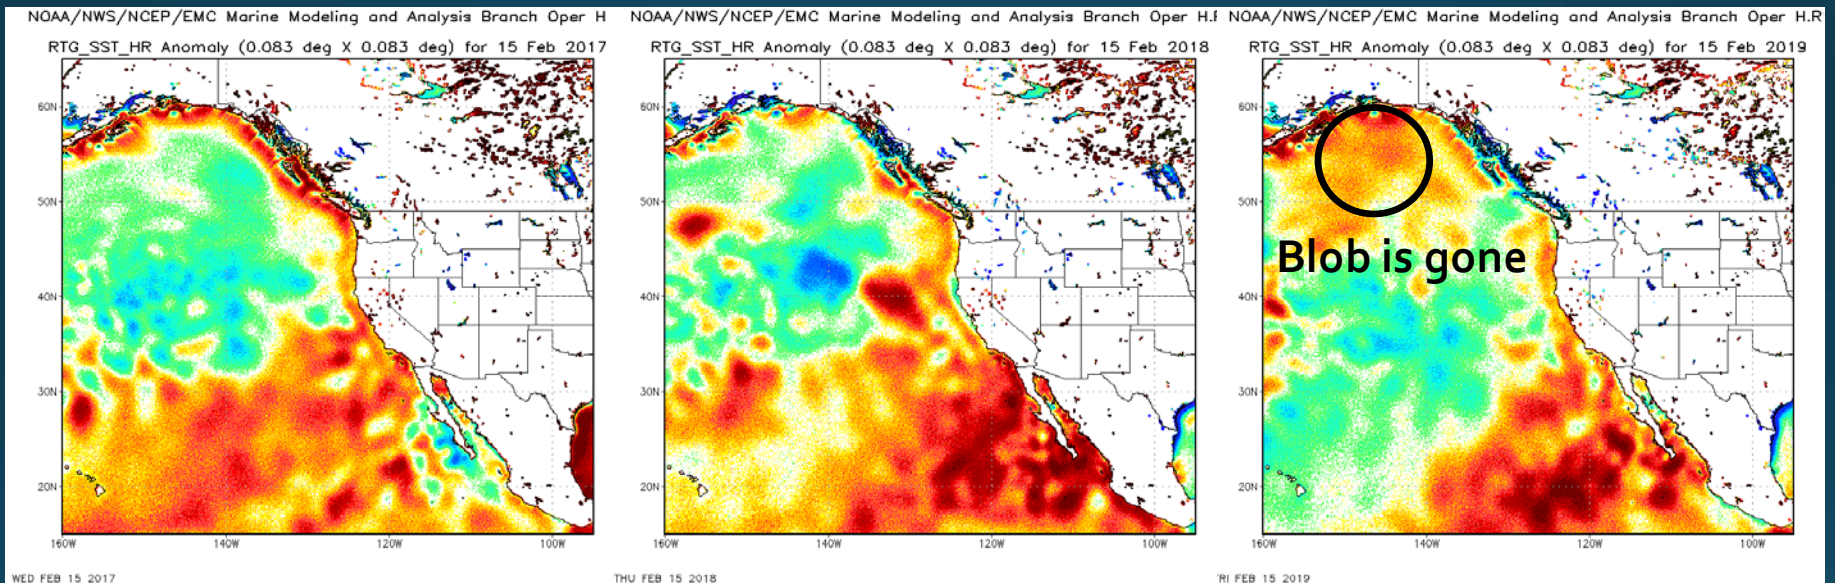 NOAA/NWS/NCEP/EMC Marine Modeling and Analysis Branch Oper H
RTG_SST_HR Anomaly (0.083 deg X 0.083 deg) for 15 Feb 2017
60N
50N
40N
30N
20N
160W 140W 120W 100W
WED FEB 15 2017
NOAA/NWS/NCEP/EMC Marine Modeling and Analysis Branch Oper H.F
RTG_SST_HR Anomaly (0.083 deg X 0.083 deg) for 15 Feb 2018
60N
50N
40N
30N
20N
160W 140W 120W 100W
THU FEB 15 2018
NOAA/NWS/NCEP/EMC Marine Modeling and Analysis Branch Oper H.R
RTG_SST_HR Anomaly (0.083 deg X 0.083 deg) for 15 Feb 2019
60N
50N
Blob is gone
40N
30N
20N
160W 140W 120W 100W
RI FEB 15 2019